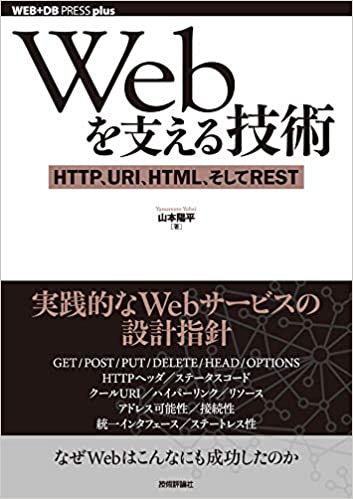 WEB+DB PRESS plus
Web
を支える技術
HTTP、URI、HTML、そしてREST
Yamamoto Yohei
山本陽平
[著]
実践的なWebサービスの
設計指針
GET/POST/PUT/DELETE/HEAD/OPTIONS
HTTPヘッダ/ステータスコード
クールURI/ハイパーリンク/リソース
アドレス可能性/接続性
統一インタフェース/ステートレス性
なぜWebはこんなにも成功したのか
技術評論社